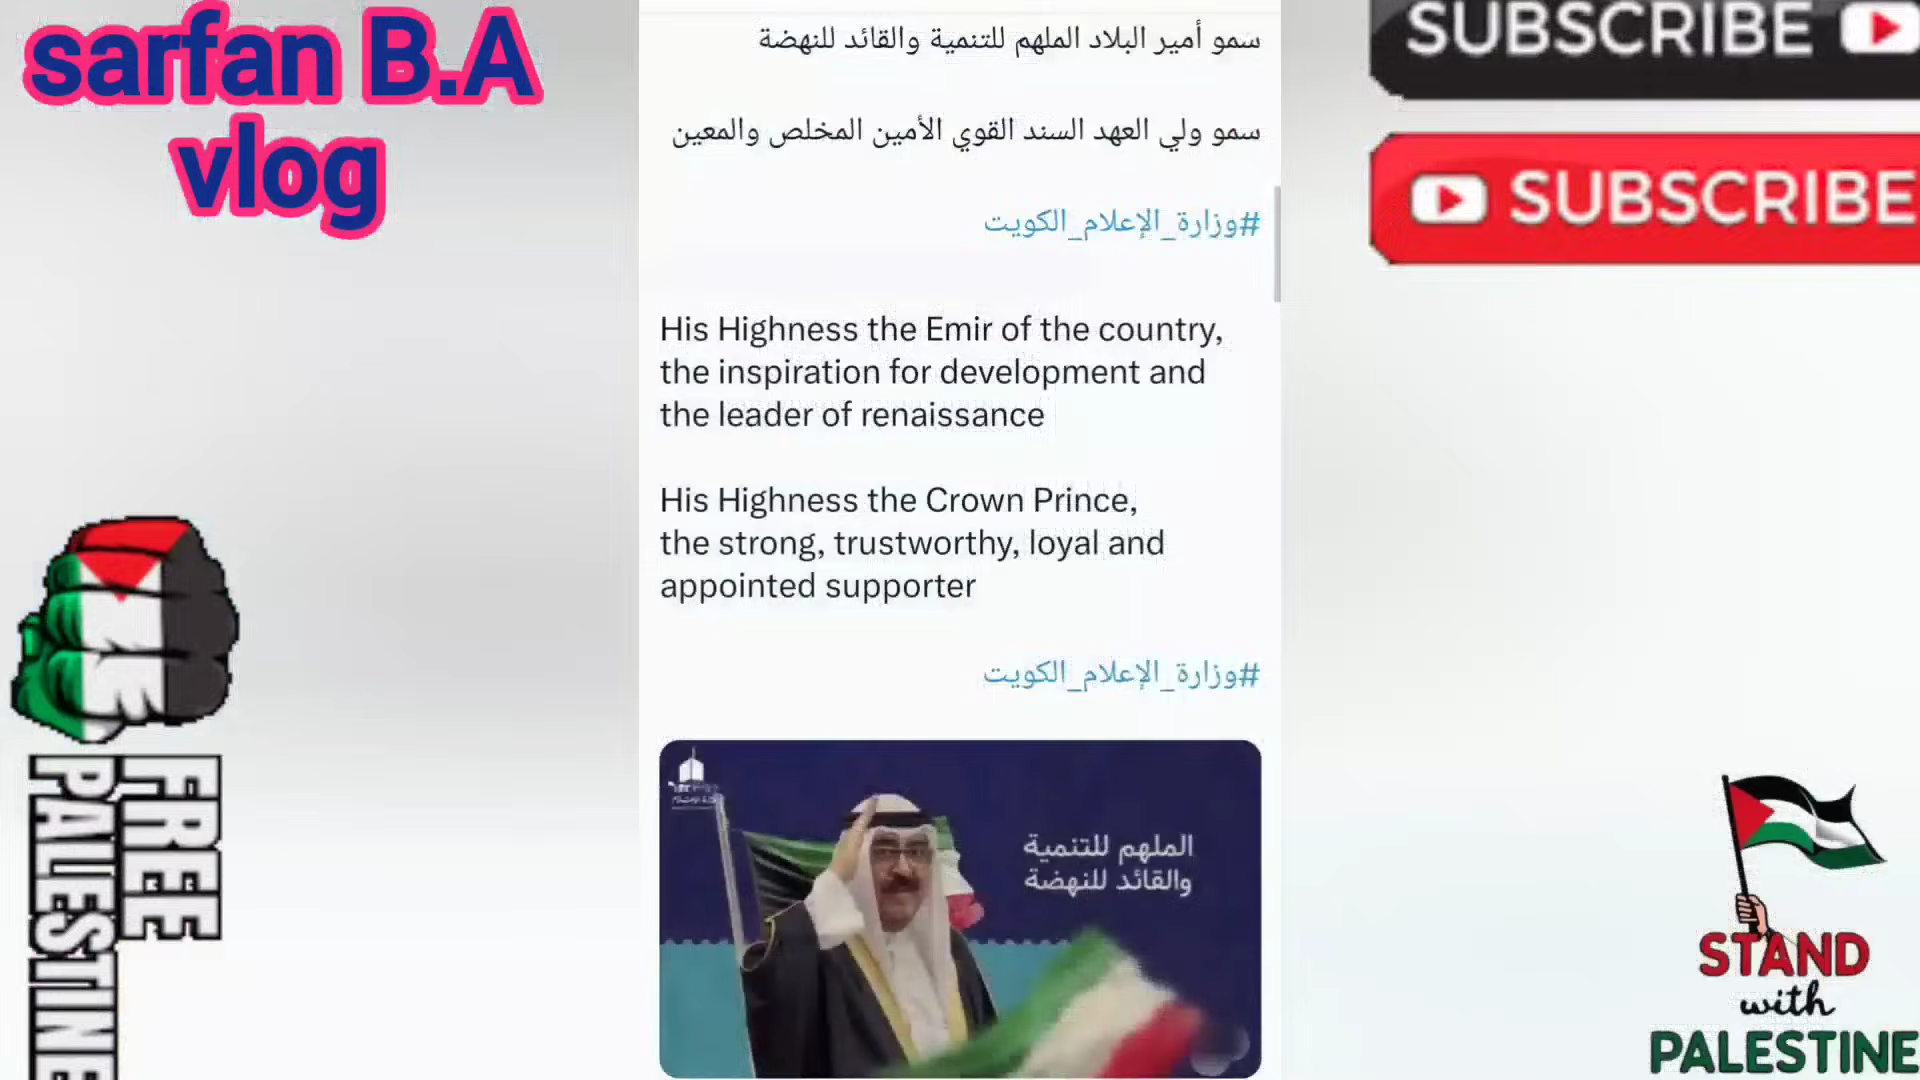 sarfan B.A
vlog
سمو أمير البلاد الملهم للتنمية والقائد للنهضة
سمو ولي العهد السند القوي الأمين المخلص والمعين
#وزارة_الإعلام_الكويت
His Highness the Emir of the country,
the inspiration for development and
the leader of renaissance
His Highness the Crown Prince,
the strong, trustworthy, loyal and
appointed supporter
#وزارة_الإعلام_الكويت
الملهم للتنمية
والقائد للنهضة
SUBSCRIBE
SUBSCRIBE
FREE
PALESTINE
STAND
with
PALESTINE